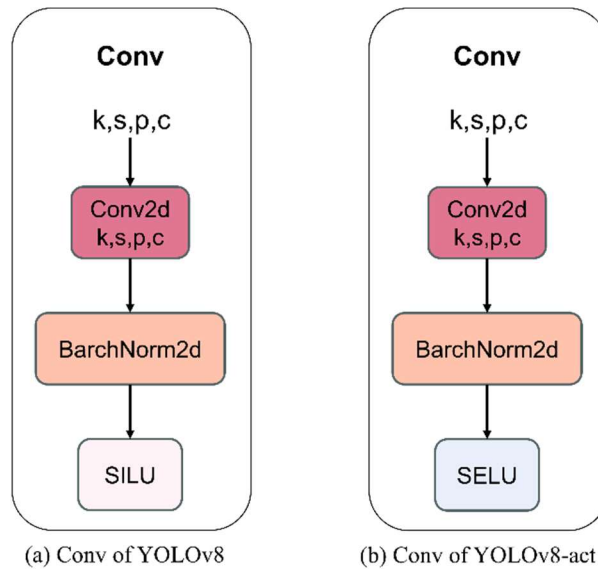 Conv
k,s,p,c
Conv2d
k,s,p,c
BarchNorm2d
SILU
(a) Conv of YOLOv8
Conv
k,s,p,c
Conv2d
k,s,p,c
BarchNorm2d
SELU
(b) Conv of YOLOv8-act